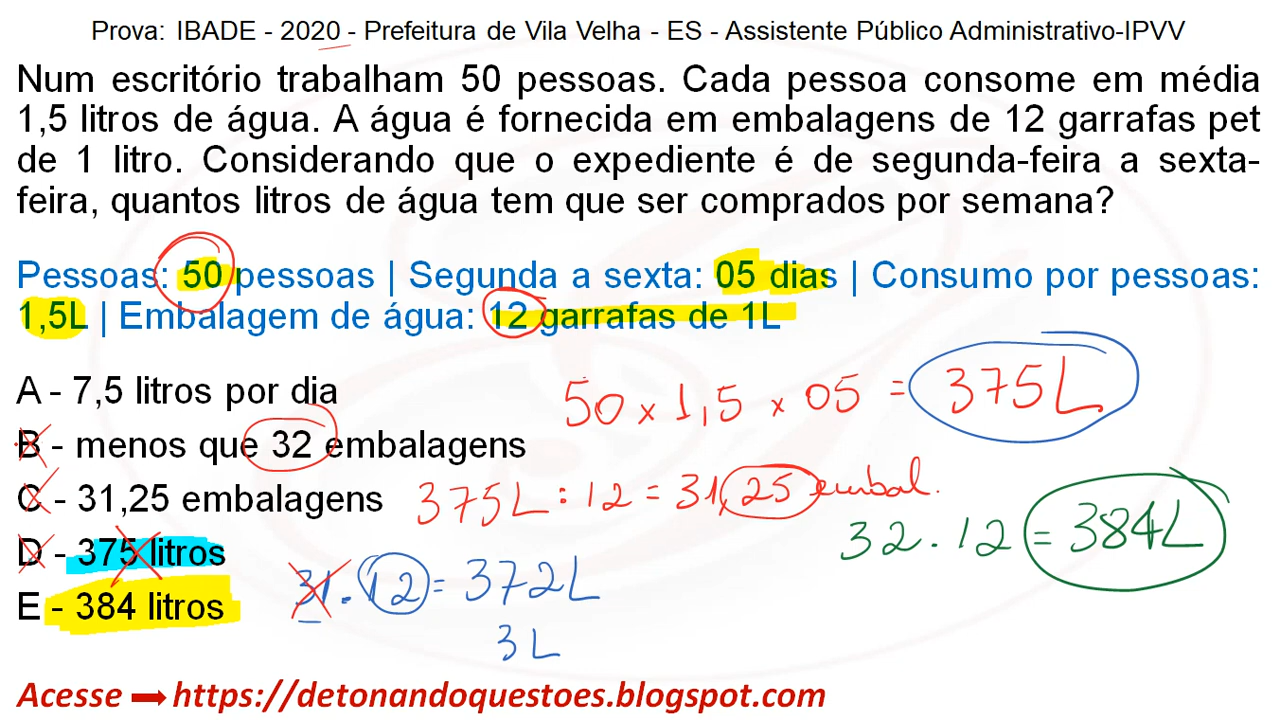 Prova: IBADE - 2020 - Prefeitura de Vila Velha - ES - Assistente Público Administrativo-IPVV
Num escritório trabalham 50 pessoas. Cada pessoa consome em média
1,5 litros de água. A água é fornecida em embalagens de 12 garrafas pet
de 1 litro. Considerando que o expediente é de segunda-feira a sexta-
feira, quantos litros de água tem que ser comprados por semana?
Pessoas: 50 pessoas | Segunda a sexta: 05 dias | Consumo por pessoas:
1,5L | Embalagem de água: 12 garrafas de 1L
A - 7,5 litros por dia
50 x 1,5 x 05 = 375L
B - menos que 32 embalagens
C - 31,25 embalagens
375L : 12 = 31,25 embal.
32 . 12 = 384L
D - 375 litros
31 . 12 = 372L
E - 384 litros
3L
Acesse ➡ https://detonandoquestoes.blogspot.com